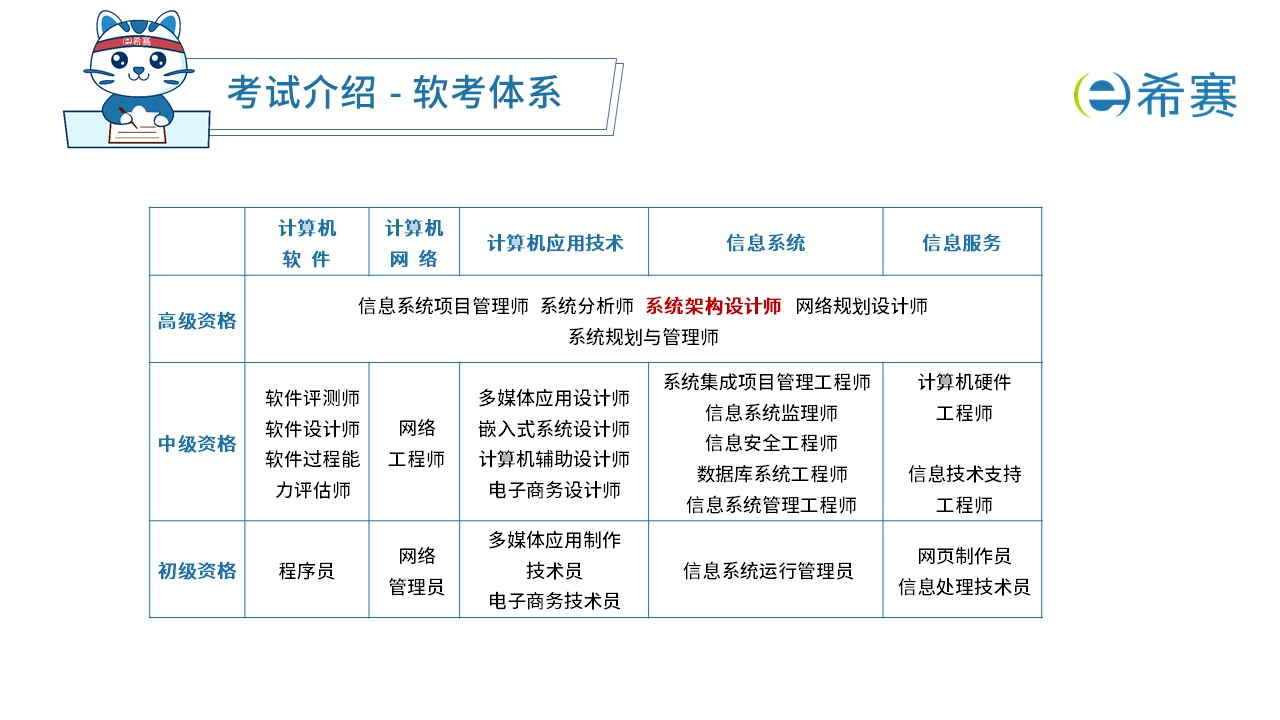 希赛
考试介绍 - 软考体系
希赛
计算机
软 件
计算机
网 络
计算机应用技术
信息系统
信息服务
高级资格
信息系统项目管理师 系统分析师 系统架构设计师 网络规划设计师
系统规划与管理师
中级资格
软件评测师
软件设计师
软件过程能
力评估师
网络
工程师
多媒体应用设计师
嵌入式系统设计师
计算机辅助设计师
电子商务设计师
系统集成项目管理工程师
信息系统监理师
信息安全工程师
数据库系统工程师
信息系统管理工程师
计算机硬件
工程师
信息技术支持
工程师
初级资格
程序员
网络
管理员
多媒体应用制作
技术员
电子商务技术员
信息系统运行管理员
网页制作员
信息处理技术员